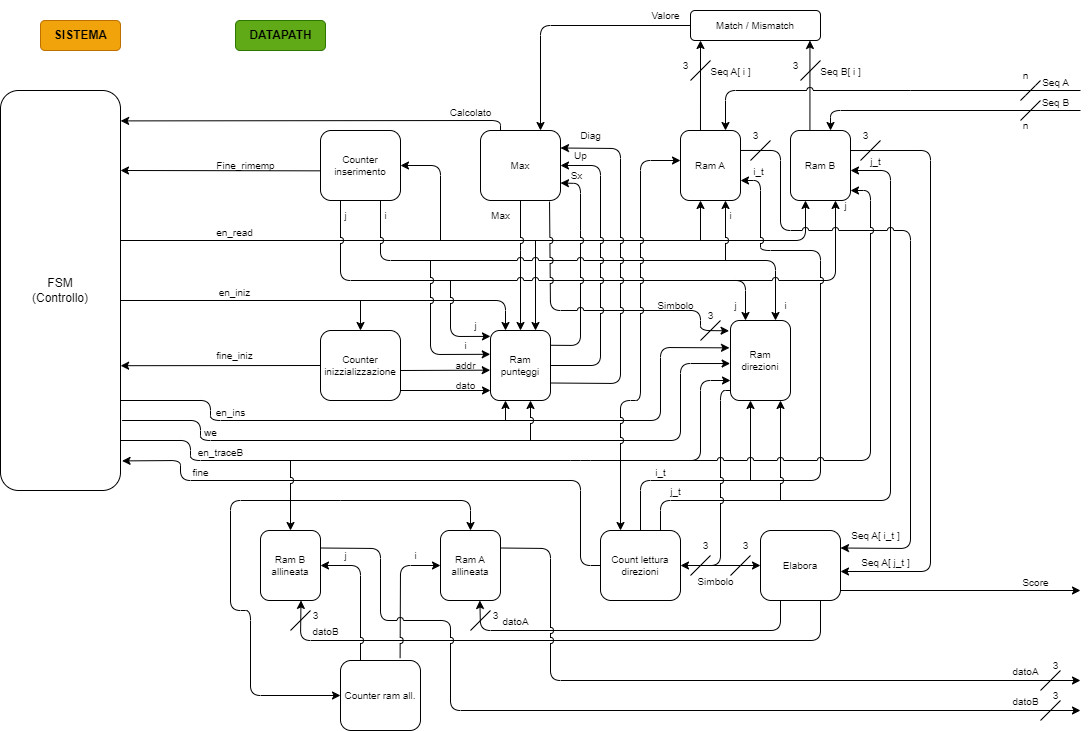 Valore
Match / Mismatch
SISTEMA
DATAPATH
3
Seq A[ i ]
3
Seq B[ i ]
n
Seq A
Seq B
n
Calcolato
Diag
Up
Sx
Max
3
3
Counter
inserimento
Fine_rimemp
Ram A
i_t
Ram B
j_t
j
i
Max
i
j
en_read
FSM
(Controllo)
en_iniz
Simbolo
3
j
i
j
i
addr
dato
Ram
punteggi
Ram
direzioni
fine_iniz
Counter
inizzializzazione
en_ins
we
en_traceB
fine
i_t
j_t
Ram B
allineata
j
i
Ram A
allineata
Count lettura
direzioni
3
3
Simbolo
Elabora
Seq A[ i_t ]
Seq A[ j_t ]
Score
3
datoB
3
datoA
Counter ram all.
datoA
3
datoB
3